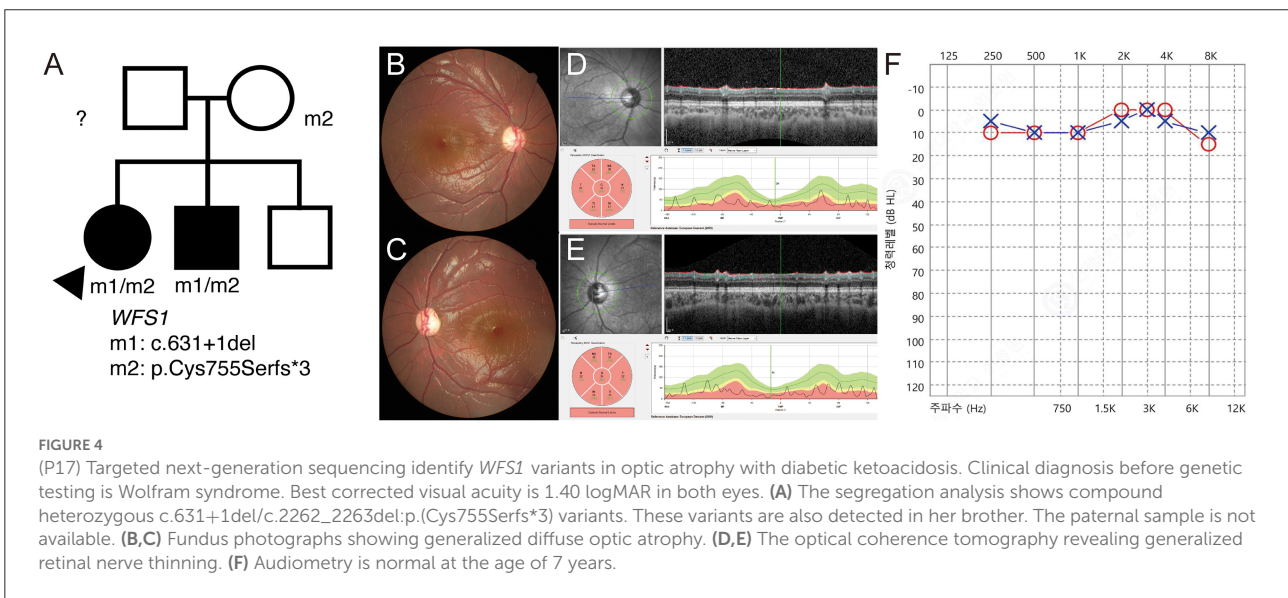 A
?
m2
m1/m2
m1/m2
WFS1
m1: c.631+1del
m2: p.Cys755Serfs*3
B
C
D
E
F
125 250 500 1K 2K 4K 8K
-10
0
10
20
30
40
50
60
70
80
90
100
110
120
청력레벨 (dB HL)
주파수 (Hz) 750 1.5K 3K 6K 12K
FIGURE 4
(P17) Targeted next-generation sequencing identify WFS1 variants in optic atrophy with diabetic ketoacidosis. Clinical diagnosis before genetic
testing is Wolfram syndrome. Best corrected visual acuity is 1.40 logMAR in both eyes. (A) The segregation analysis shows compound
heterozygous c.631+1del/c.2262_2263del:p.(Cys755Serfs*3) variants. These variants are also detected in her brother. The paternal sample is not
available. (B,C) Fundus photographs showing generalized diffuse optic atrophy. (D,E) The optical coherence tomography revealing generalized
retinal nerve thinning. (F) Audiometry is normal at the age of 7 years.